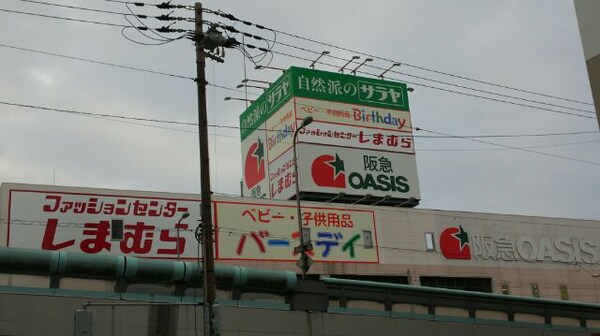 自然派のサラヤ
ベビー・子供用品 Birthday
ファッションセンター
しまむら
阪急
OASIS
ファッションセンター
しまむら
ベビー・子供用品
バースデイ
阪急OASIS